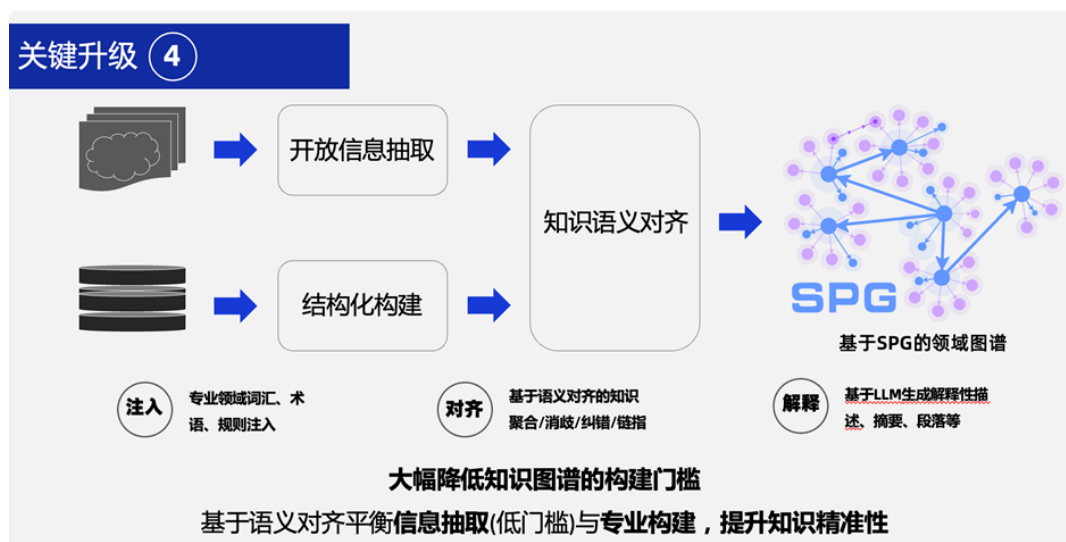 关键升级 4
开放信息抽取
知识语义对齐
结构化构建
SPG
基于SPG的领域图谱
注入
专业领域词汇、术
语、规则注入
对齐
基于语义对齐的知识
聚合/消歧/纠错/链指
解释
基于LLM生成解释性描
述、摘要、段落等
大幅降低知识图谱的构建门槛
基于语义对齐平衡信息抽取(低门槛)与专业构建，提升知识精准性